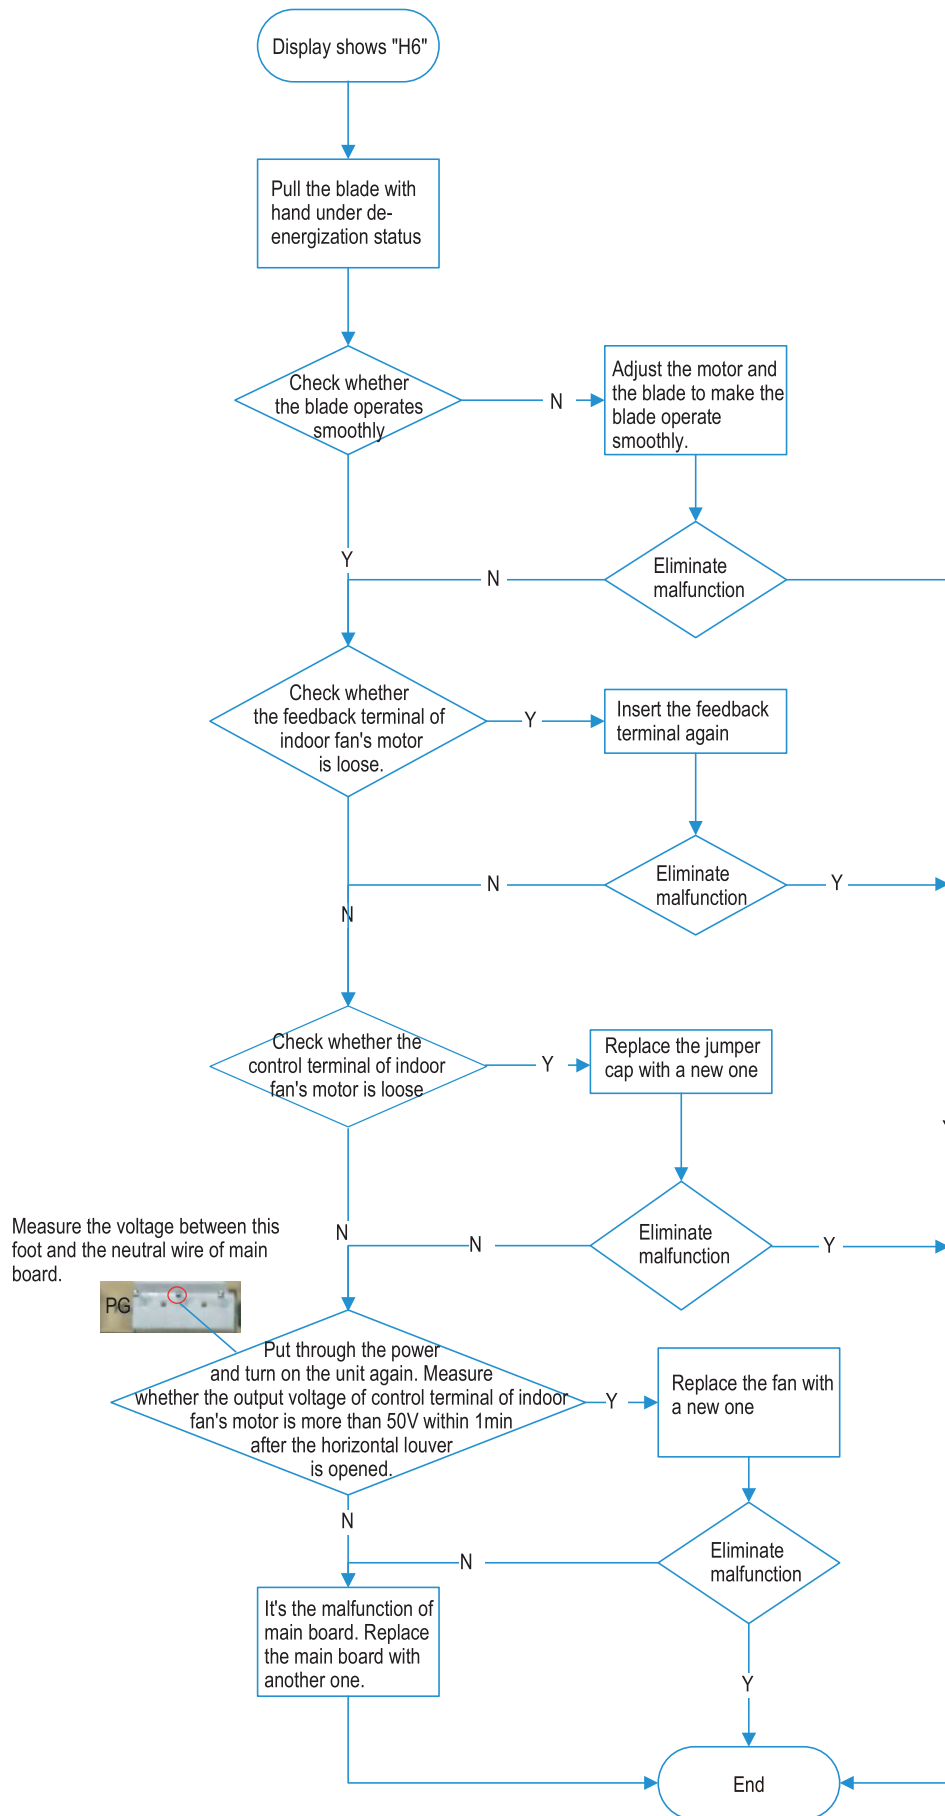 Display shows "H6"
Pull the blade with
hand under de-
energization status
Check whether
the blade operates
smoothly
N
Adjust the motor and
the blade to make the
blade operate
smoothly.
Y
N
Eliminate
malfunction
Check whether
the feedback terminal of
indoor fan's motor
is loose.
Y
Insert the feedback
terminal again
N
Eliminate
malfunction
Y
N
Check whether the
control terminal of indoor
fan's motor is loose
Y
Replace the jumper
cap with a new one
Y
N
N
Eliminate
malfunction
Y
Measure the voltage between this
foot and the neutral wire of main
board.
PG
Put through the power
and turn on the unit again. Measure
whether the output voltage of control terminal of indoor
fan's motor is more than 50V within 1min
after the horizontal louver
is opened.
Y
Replace the fan with
a new one
N
N
Eliminate
malfunction
It's the malfunction of
main board. Replace
the main board with
another one.
Y
End